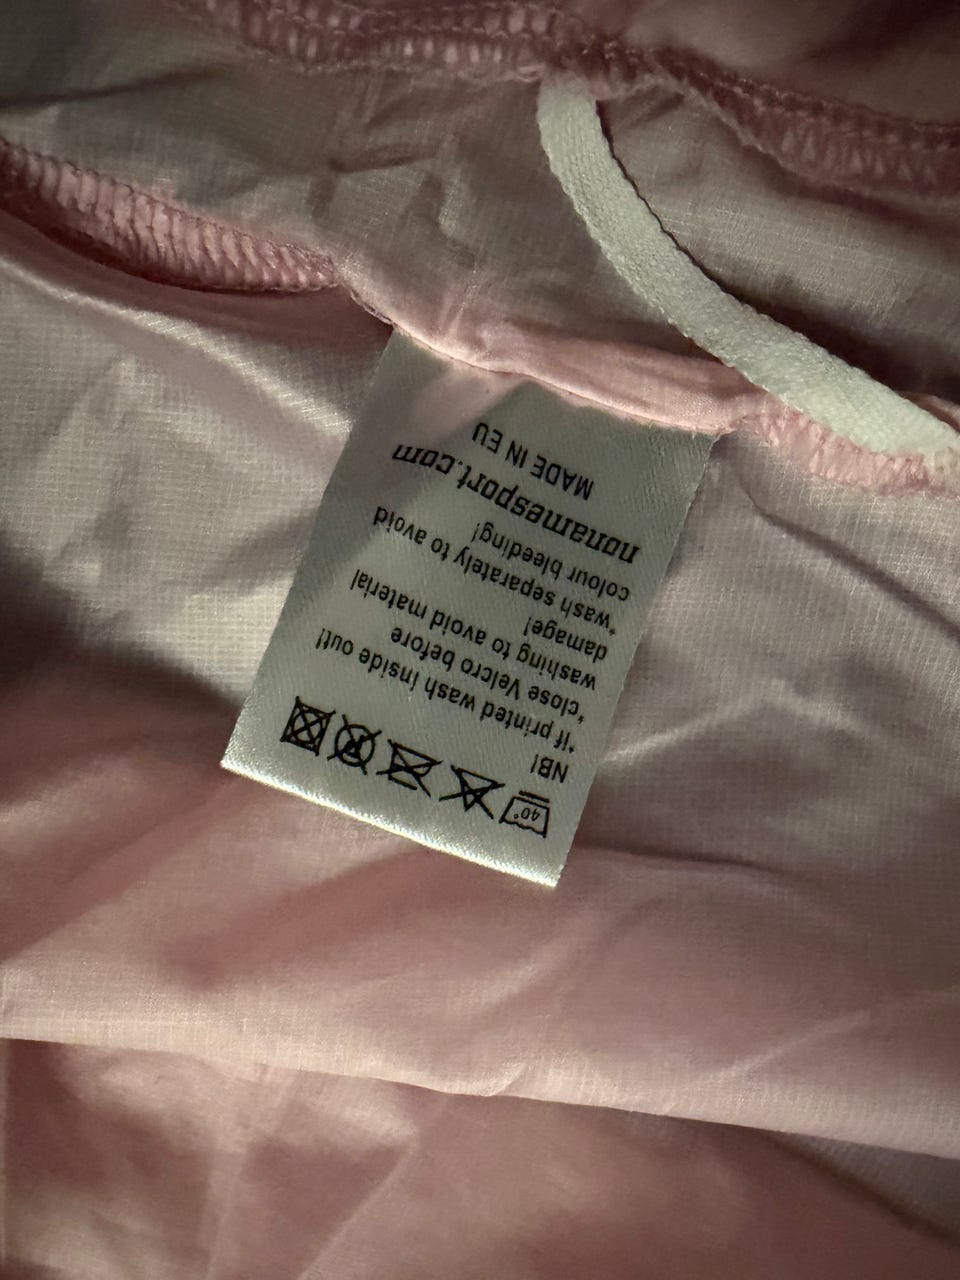 40°
NB!
*if printed wash inside out!
*close Velcro before
washing to avoid material
damage!
*wash separately to avoid
colour bleeding!
nonamesport.com
MADE IN EU